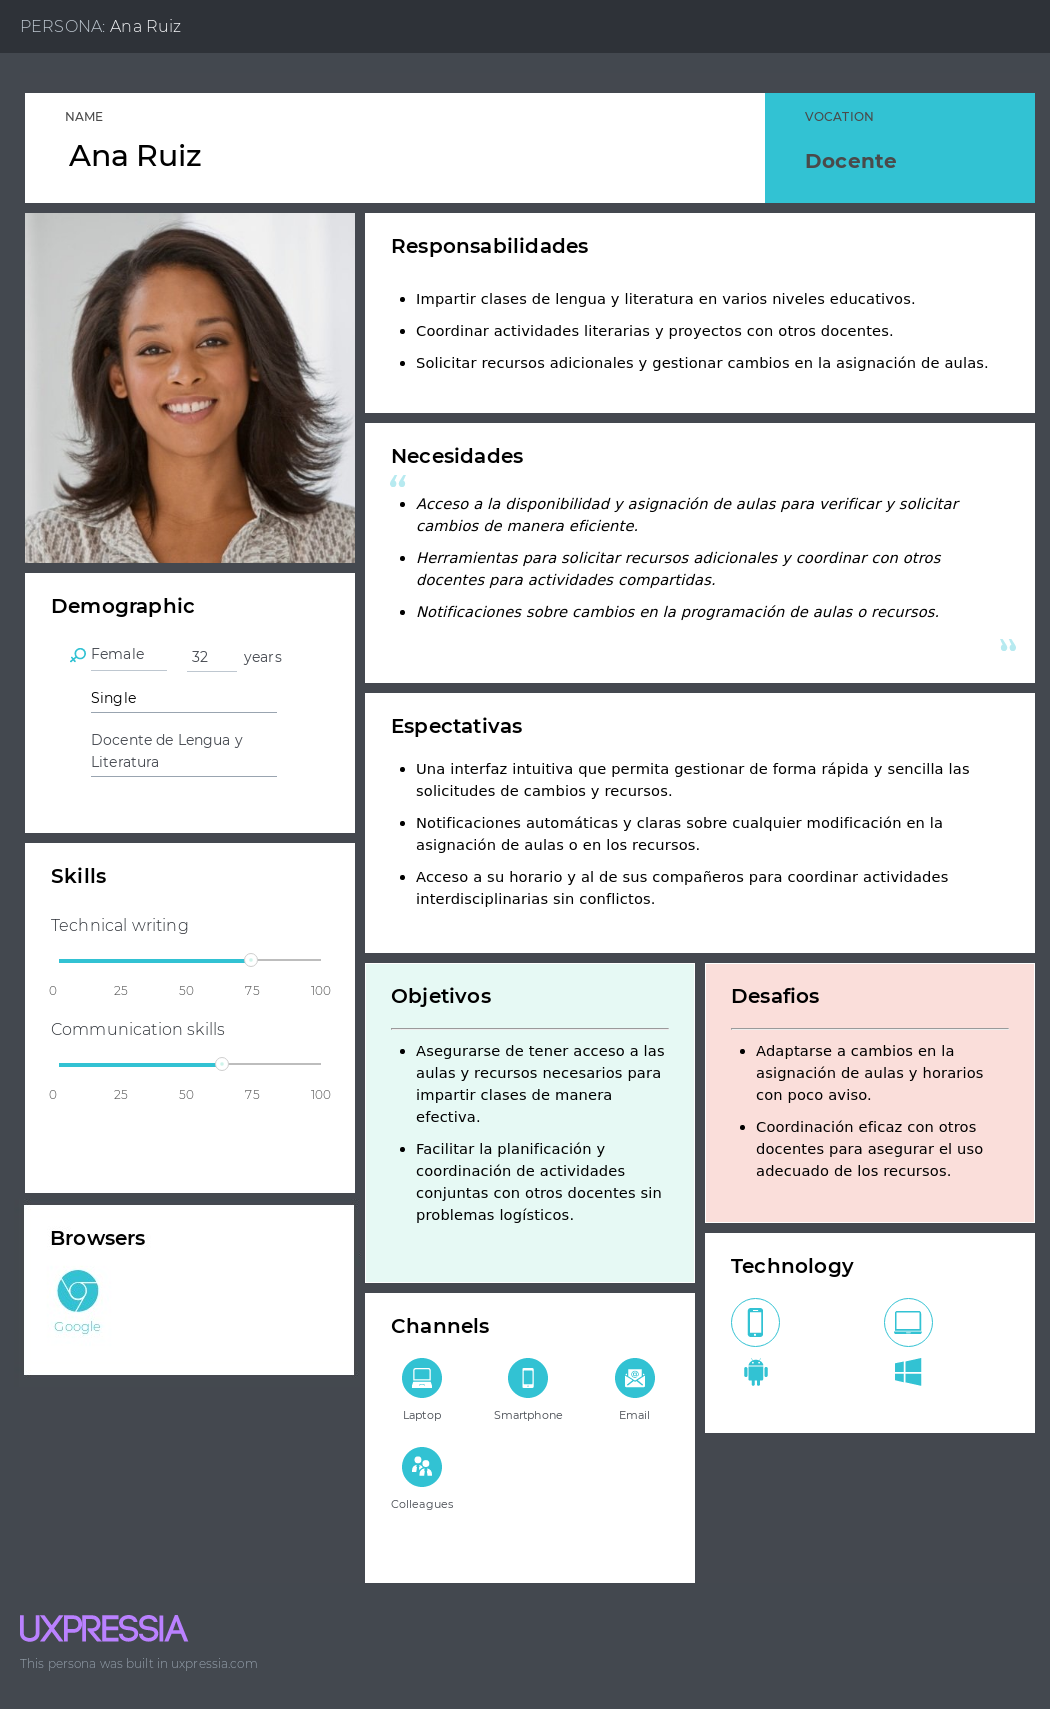 PERSONA: Ana Ruiz
NAME
Ana Ruiz
VOCATION
Docente
Responsabilidades
Impartir clases de lengua y literatura en varios niveles educativos.
Coordinar actividades literarias y proyectos con otros docentes.
Solicitar recursos adicionales y gestionar cambios en la asignación de aulas.
Necesidades
“
Acceso a la disponibilidad y asignación de aulas para verificar y solicitar
cambios de manera eficiente.
Herramientas para solicitar recursos adicionales y coordinar con otros
docentes para actividades compartidas.
Notificaciones sobre cambios en la programación de aulas o recursos.
”
Demographic
Female 32 years
Single
Docente de Lengua y
Literatura
Espectativas
Una interfaz intuitiva que permita gestionar de forma rápida y sencilla las
solicitudes de cambios y recursos.
Notificaciones automáticas y claras sobre cualquier modificación en la
asignación de aulas o en los recursos.
Acceso a su horario y al de sus compañeros para coordinar actividades
interdisciplinarias sin conflictos.
Skills
Technical writing
0 25 50 75 100
Communication skills
0 25 50 75 100
Objetivos
Asegurarse de tener acceso a las
aulas y recursos necesarios para
impartir clases de manera
efectiva.
Facilitar la planificación y
coordinación de actividades
conjuntas con otros docentes sin
problemas logísticos.
Desafios
Adaptarse a cambios en la
asignación de aulas y horarios
con poco aviso.
Coordinación eficaz con otros
docentes para asegurar el uso
adecuado de los recursos.
Browsers
Google
Channels
Laptop Smartphone Email
Colleagues
Technology
UXPRESSIA
This persona was built in uxpressia.com